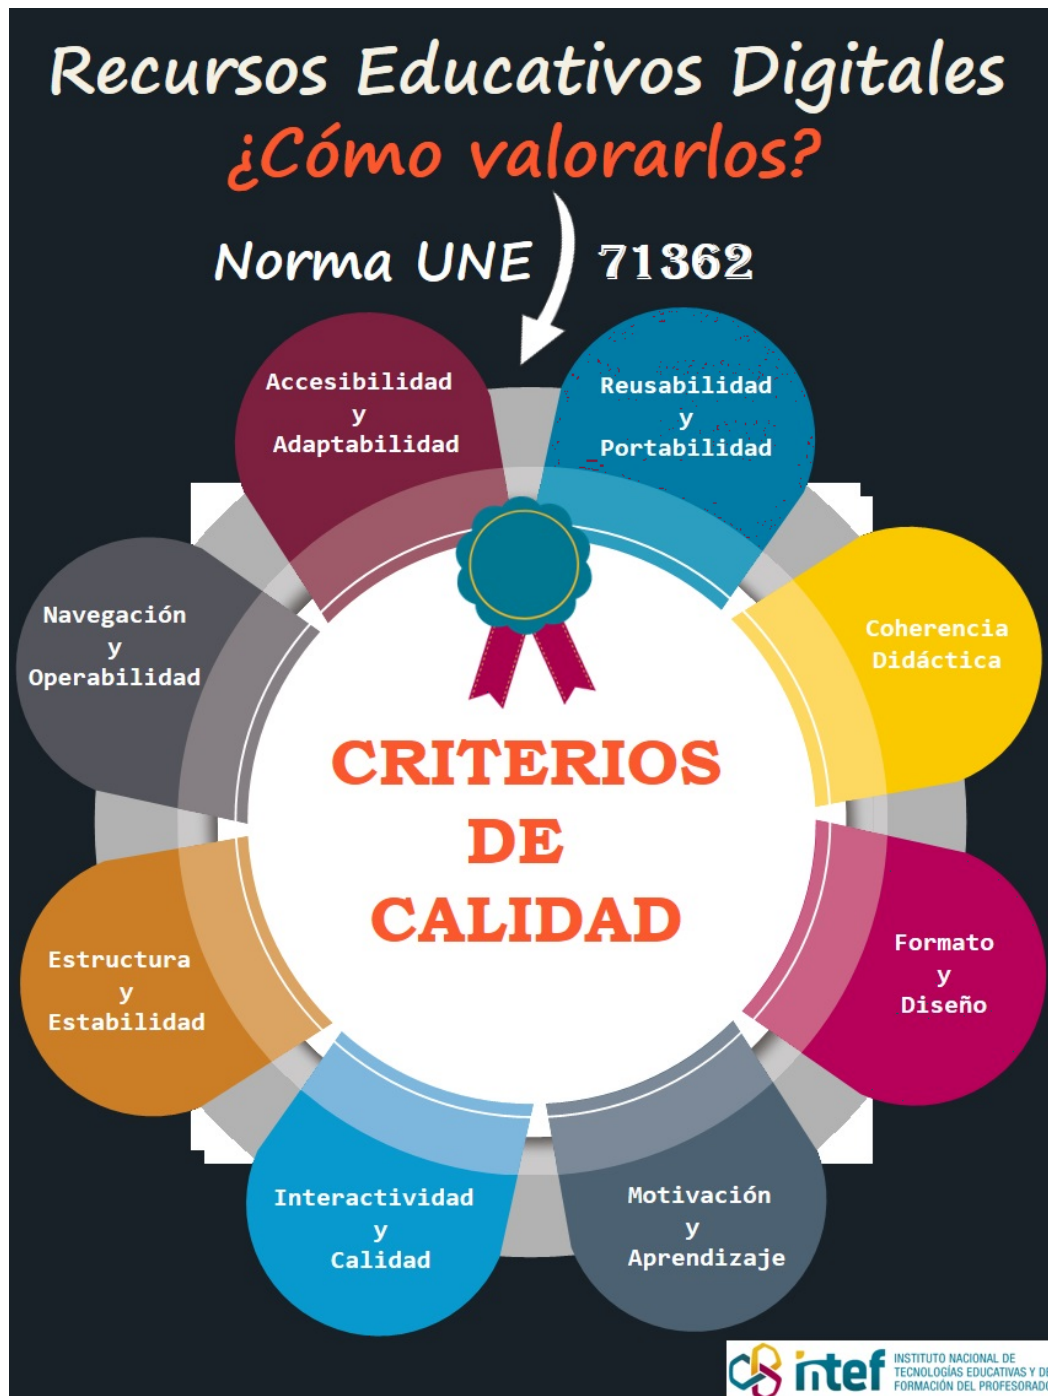 Recursos Educativos Digitales
¿Cómo valorarlos?
Norma UNE 71362
Accesibilidad
y
Adaptabilidad
Reusabilidad
y
Portabilidad
Navegación
y
Operabilidad
Coherencia
Didáctica
CRITERIOS
DE
CALIDAD
Estructura
y
Estabilidad
Formato
y
Diseño
Interactividad
y
Calidad
Motivación
y
Aprendizaje
intef
INSTITUTO NACIONAL DE
TECNOLOGÍAS EDUCATIVAS Y DE
FORMACIÓN DEL PROFESORADO